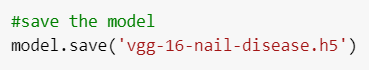 #save the model
model.save('vgg-16-nail-disease.h5')